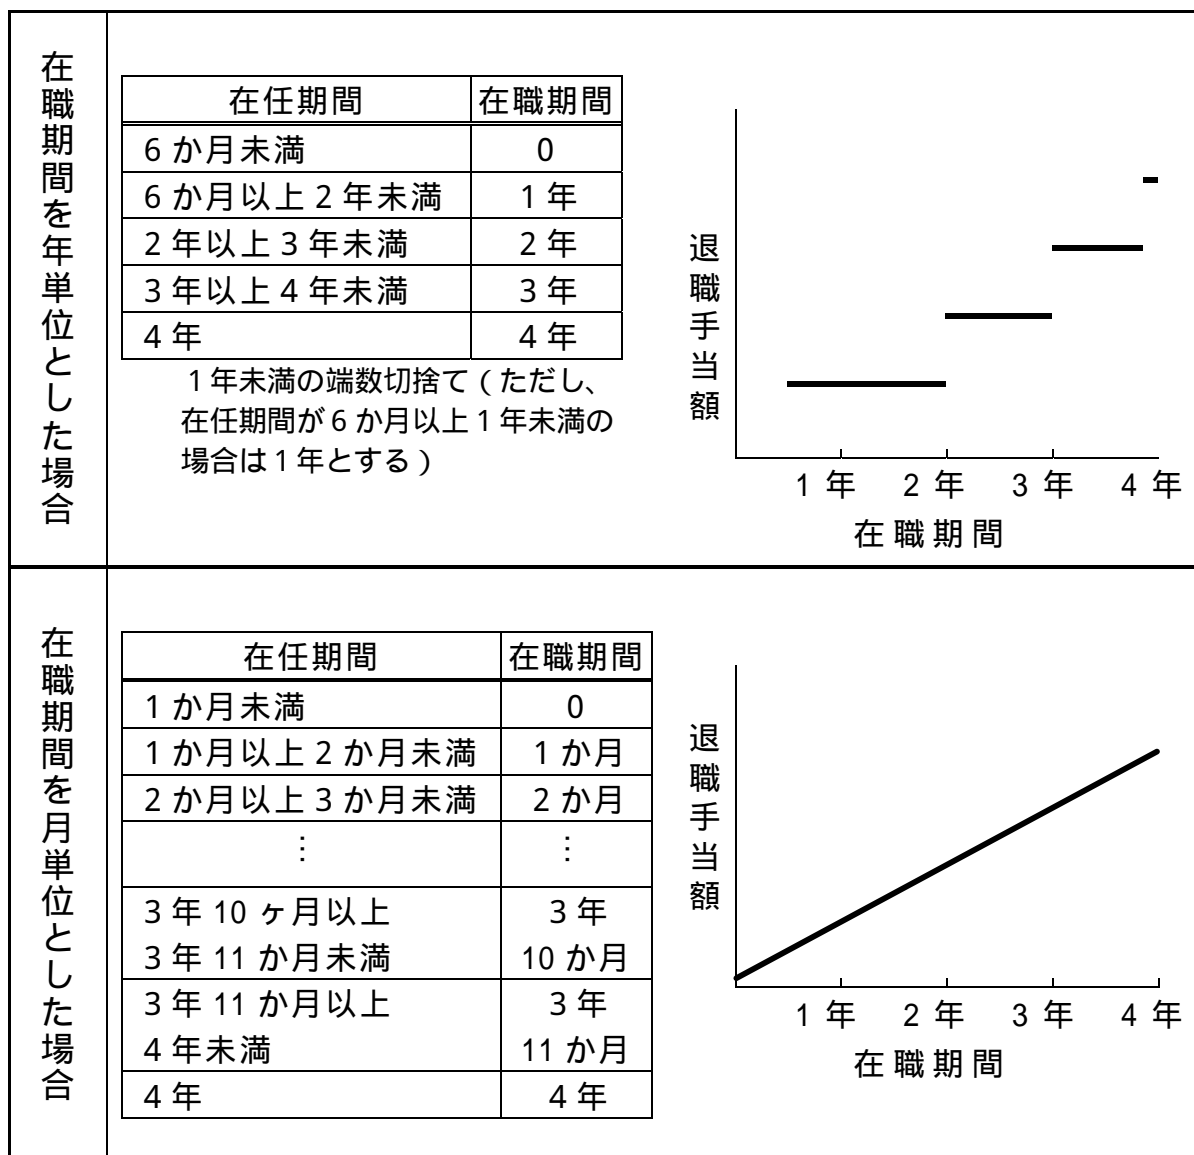 在職期間を年単位とした場合
在任期間 在職期間
6か月未満 0
6か月以上2年未満 1年
2年以上3年未満 2年
3年以上4年未満 3年
4年 4年
1年未満の端数切捨て（ただし、
在任期間が6か月以上1年未満の
場合は1年とする）
退職手当額
1年 2年 3年 4年
在職期間
在職期間を月単位とした場合
在任期間 在職期間
1か月未満 0
1か月以上2か月未満 1か月
2か月以上3か月未満 2か月
⋮ ⋮
3年10ヶ月以上 3年
3年11か月未満 10か月
3年11か月以上 3年
4年未満 11か月
4年 4年
退職手当額
1年 2年 3年 4年
在職期間